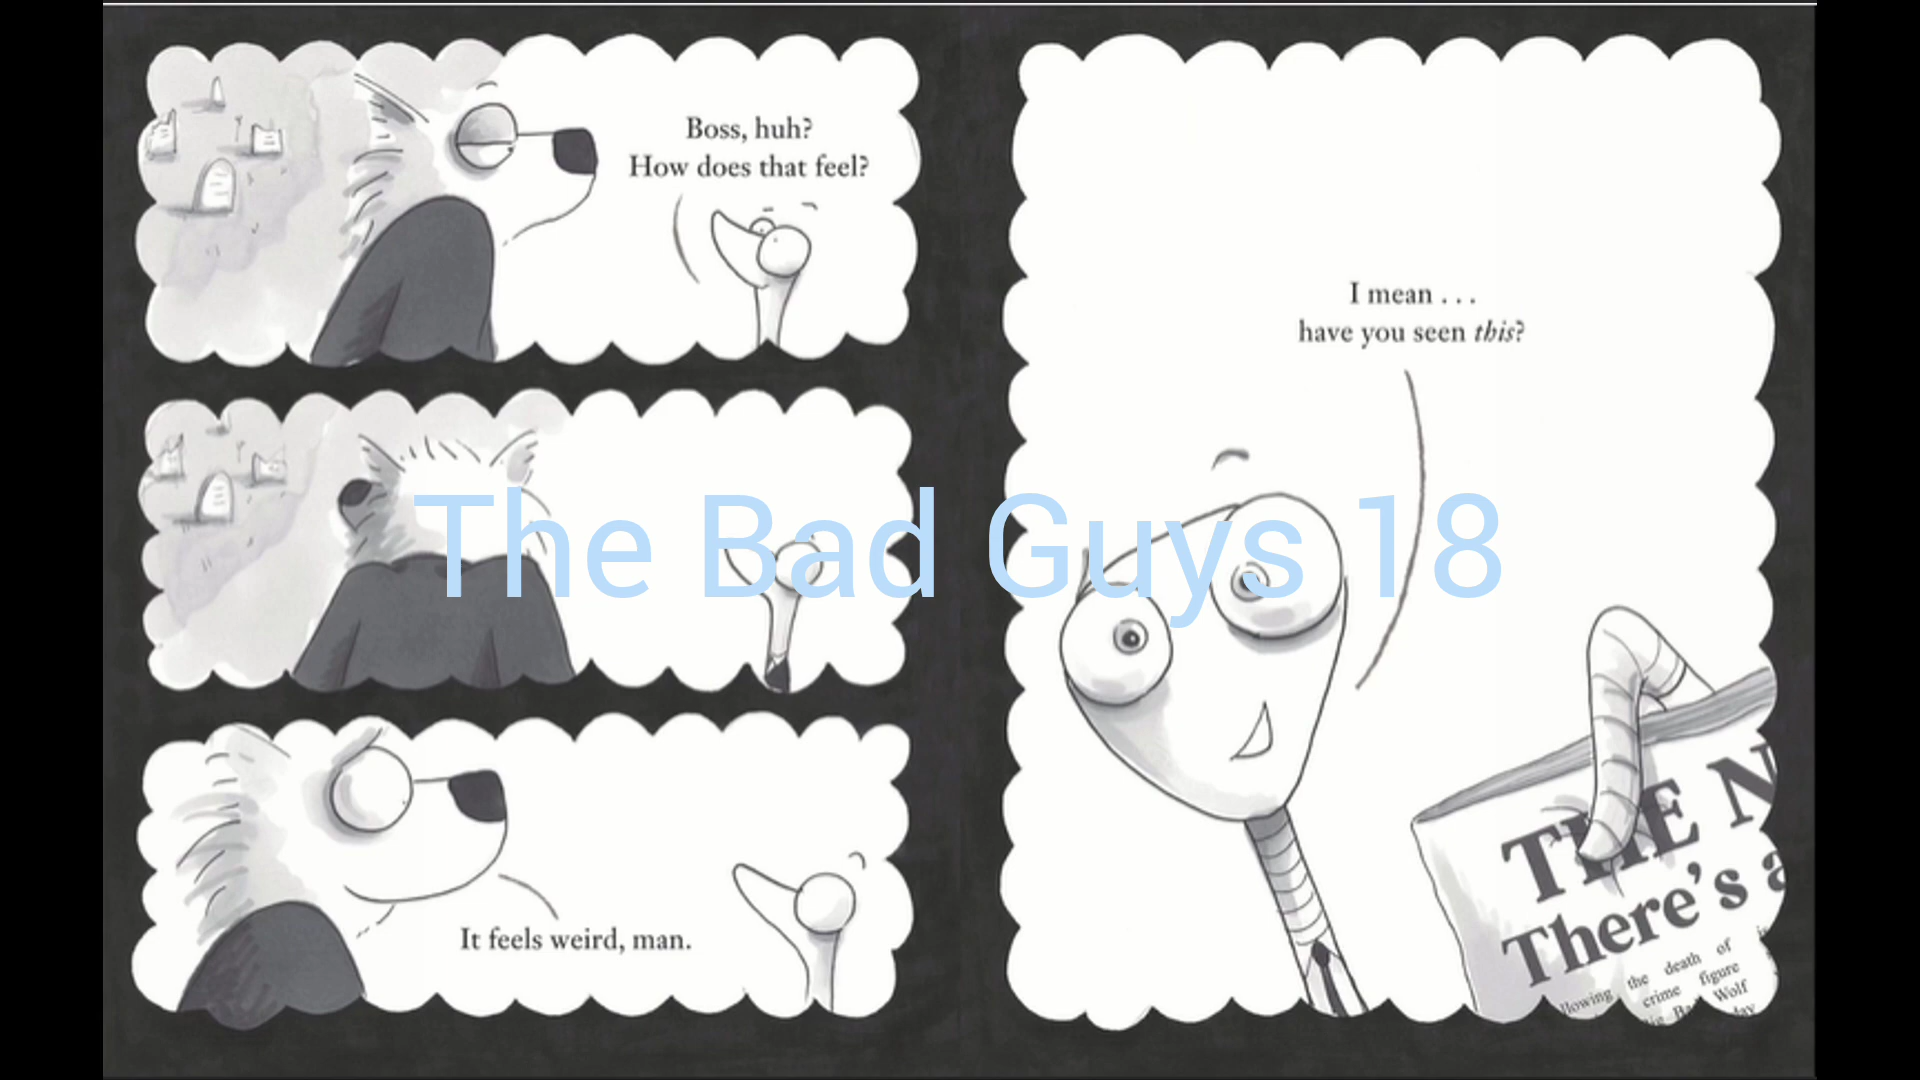 Boss, huh?
How does that feel?
It feels weird, man.
I mean . . .
have you seen this?
THE N
There's a
the death of
crime figure
Wolf
The Bad Guys 18